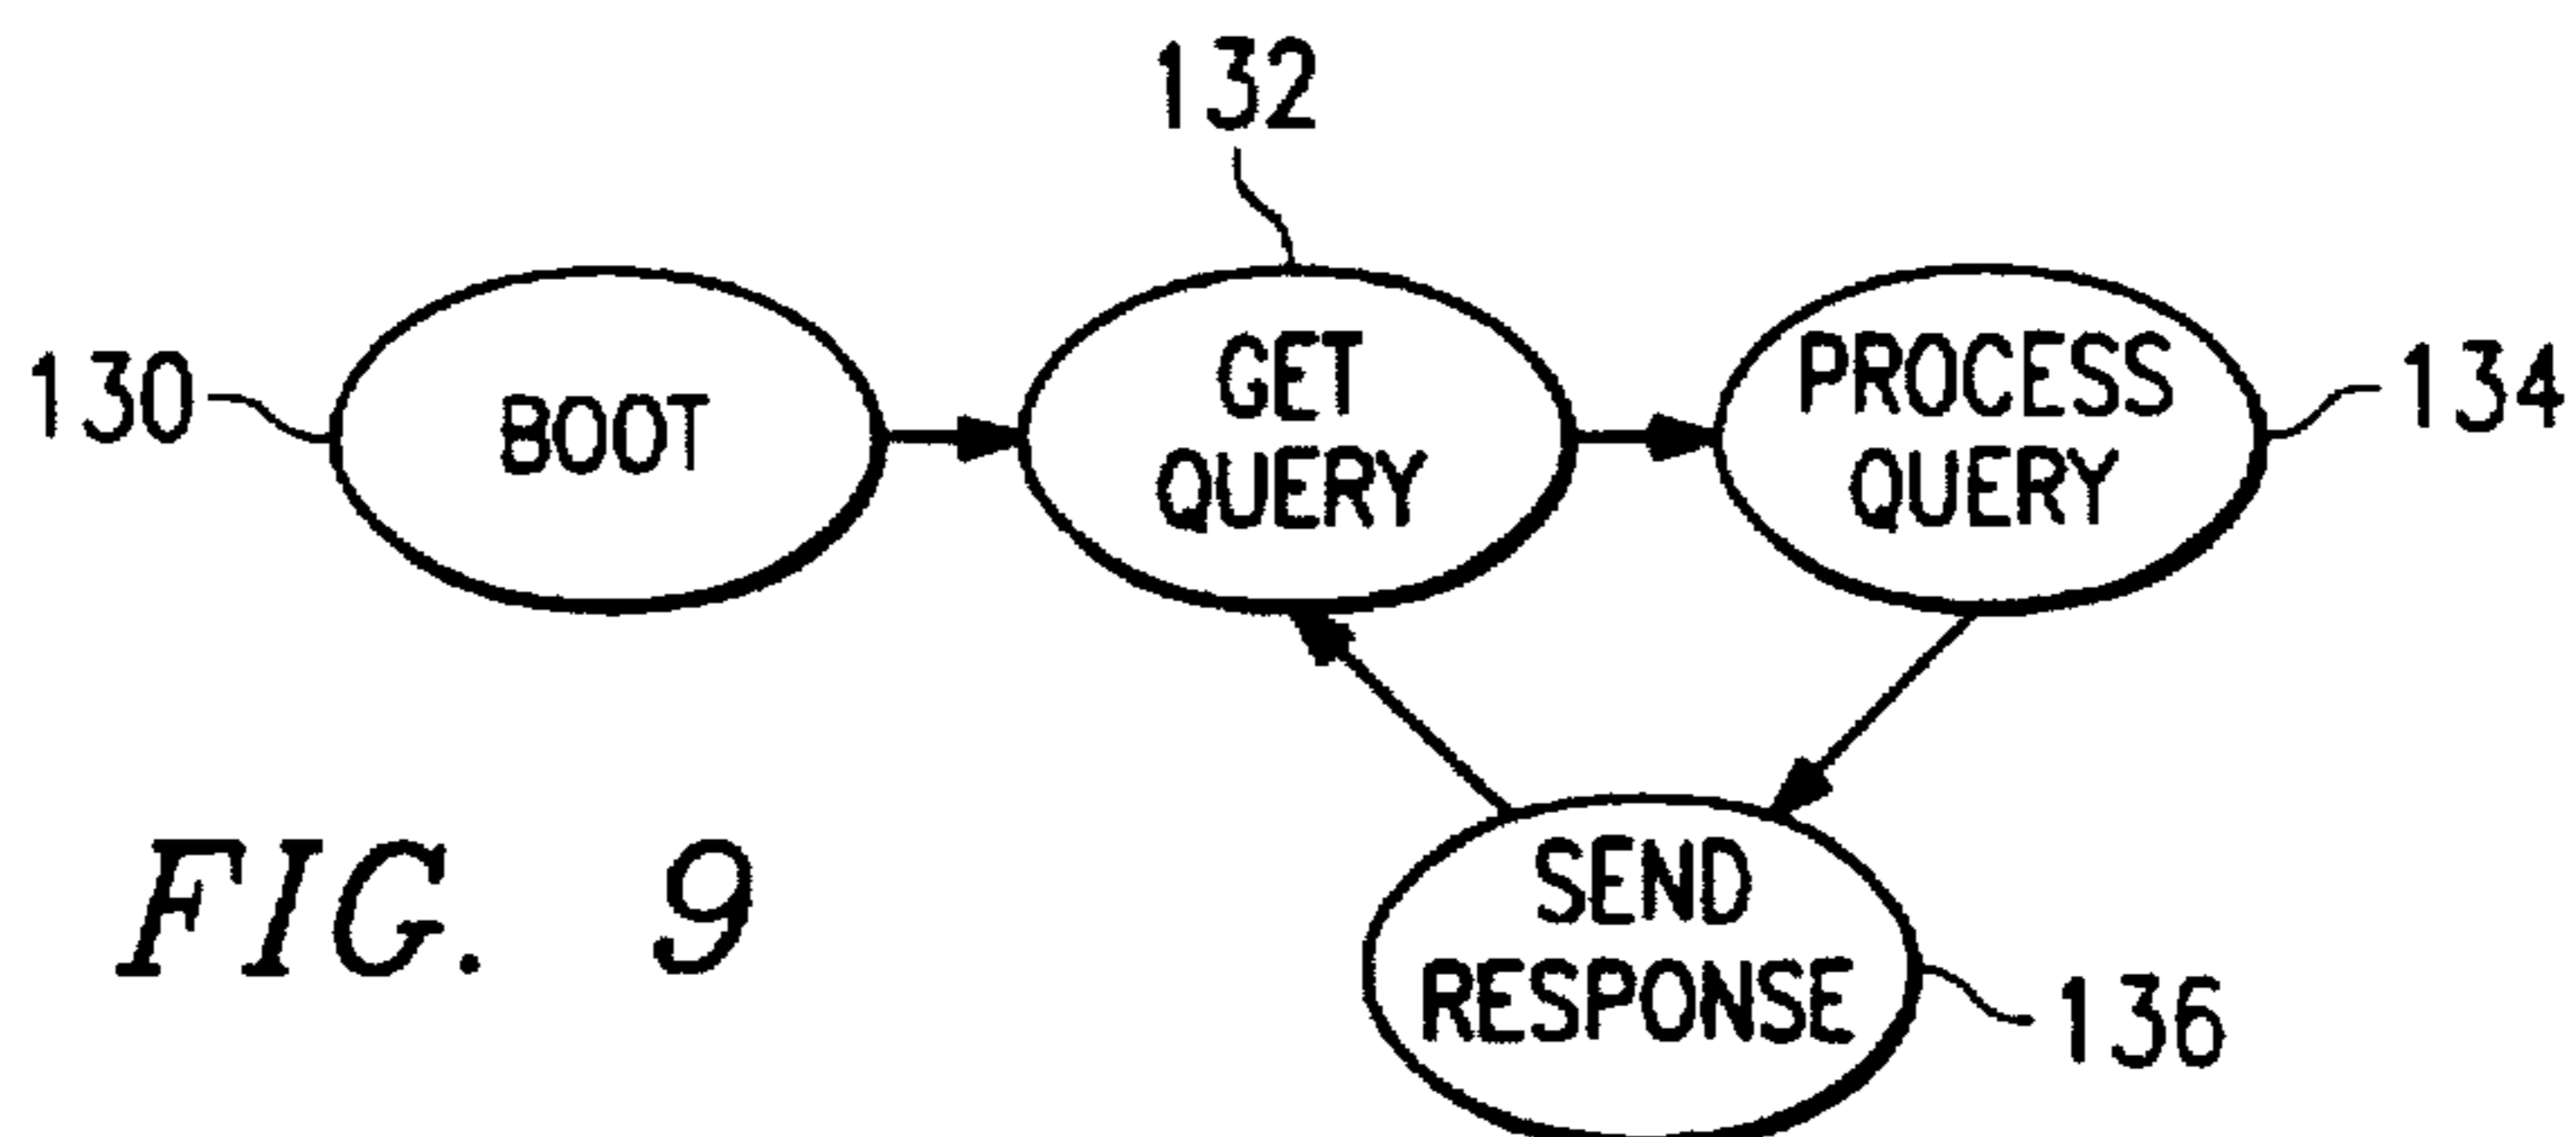 132
130
BOOT
GET
QUERY
PROCESS
QUERY
134
SEND
RESPONSE
136
FIG. 9